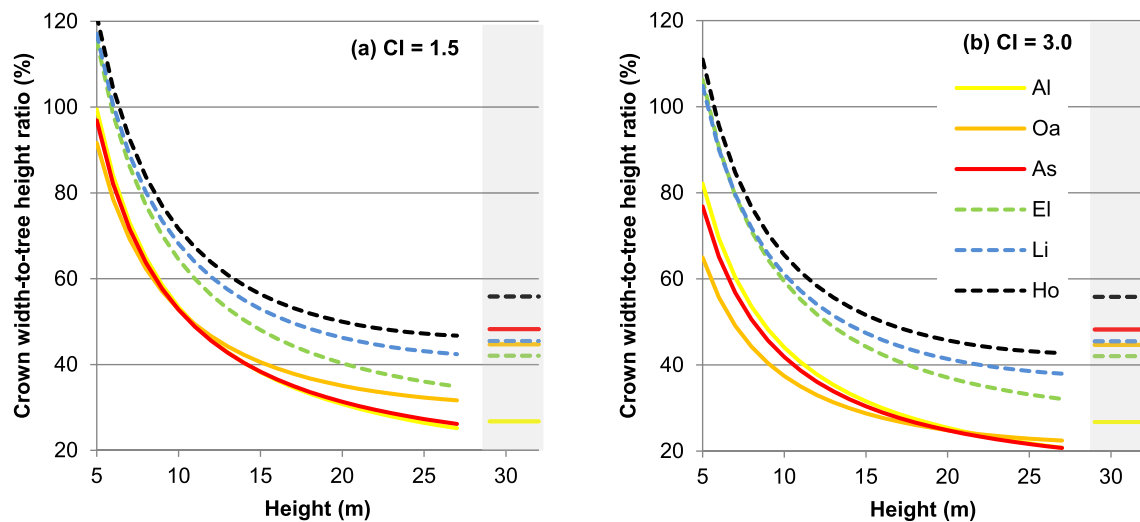 Crown width-to-tree height ratio (%)
120
100
80
60
40
20
(a) CI = 1.5
5
10
15
20
25
30
Height (m)
Crown width-to-tree height ratio (%)
120
100
80
60
40
20
(b) CI = 3.0
Al
Oa
As
El
Li
Ho
5
10
15
20
25
30
Height (m)